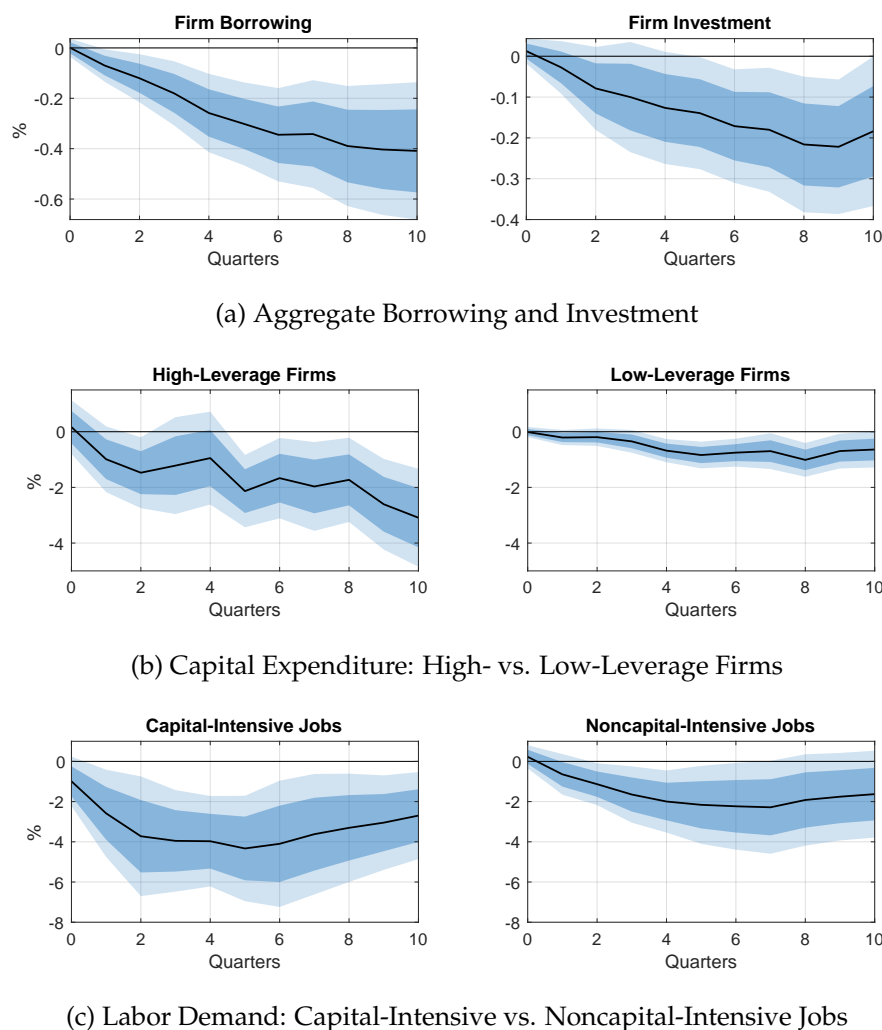 Firm Borrowing
Firm Investment
%
0
-0.2
-0.4
-0.6
0 2 4 6 8 10
Quarters
0
-0.1
-0.2
-0.3
-0.4
0 2 4 6 8 10
Quarters
(a) Aggregate Borrowing and Investment
High-Leverage Firms
Low-Leverage Firms
%
0
-2
-4
0 2 4 6 8 10
Quarters
0
-2
-4
0 2 4 6 8 10
Quarters
(b) Capital Expenditure: High- vs. Low-Leverage Firms
Capital-Intensive Jobs
Noncapital-Intensive Jobs
%
0
-2
-4
-6
-8
0 2 4 6 8 10
Quarters
0
-2
-4
-6
-8
0 2 4 6 8 10
Quarters
(c) Labor Demand: Capital-Intensive vs. Noncapital-Intensive Jobs